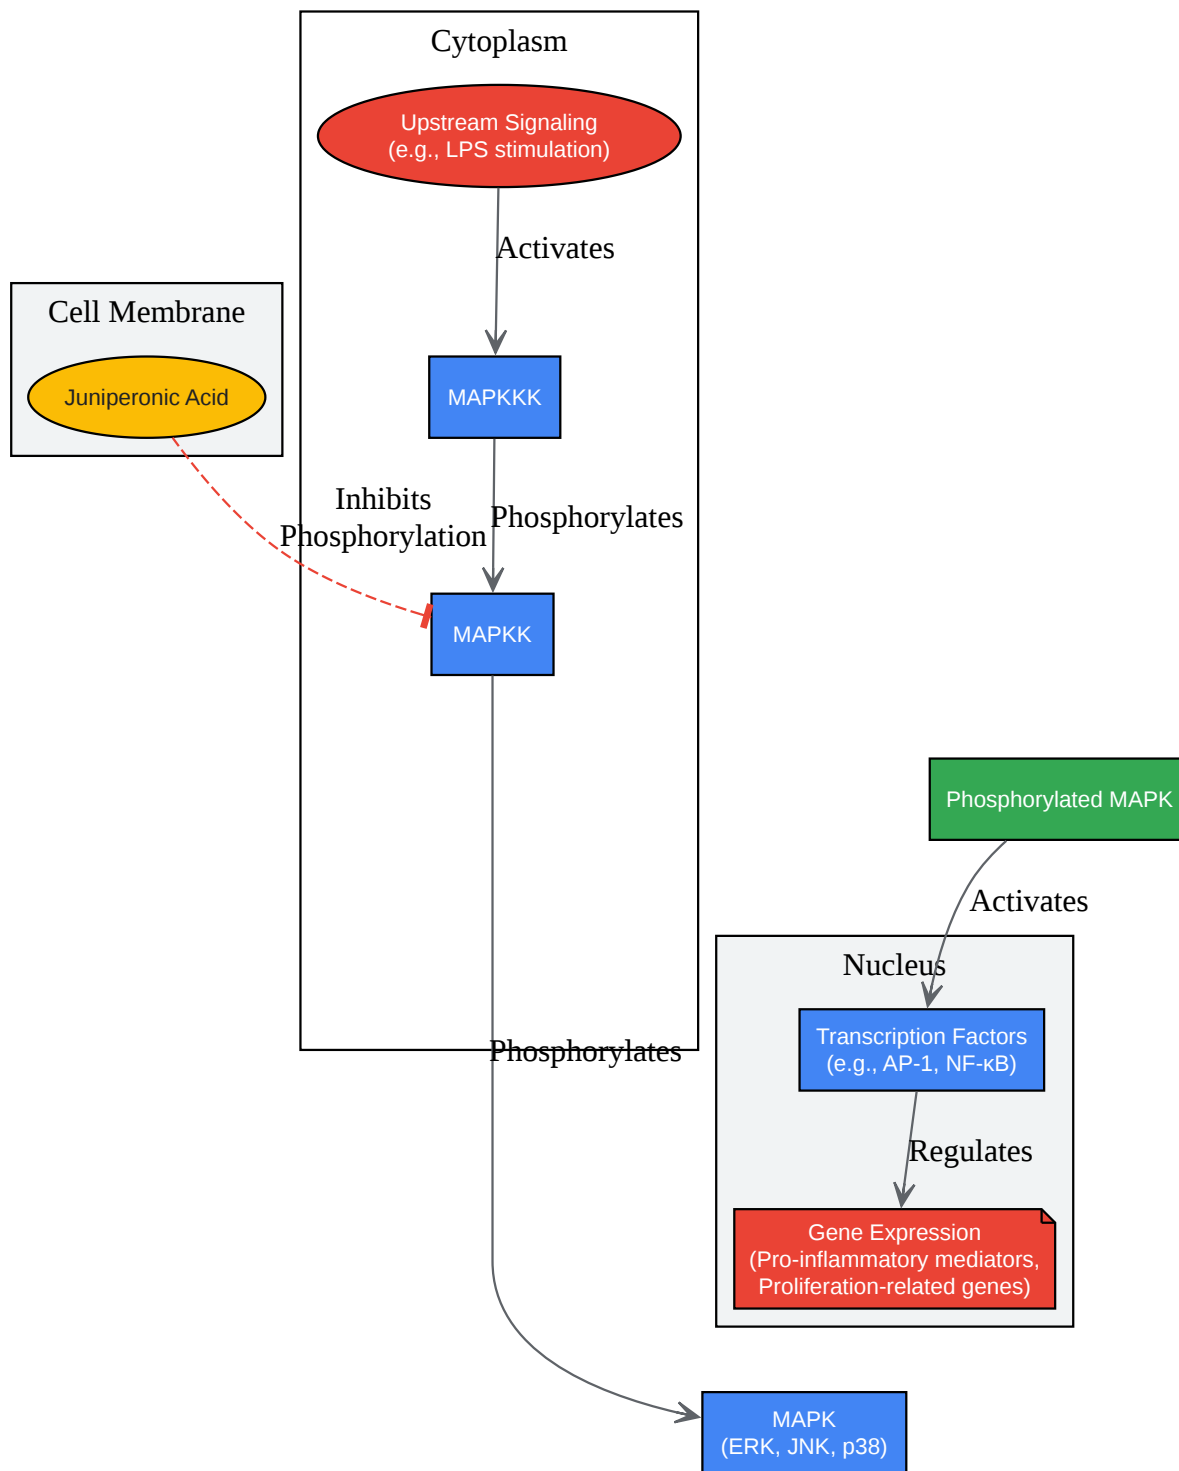 Cytoplasm
Upstream Signaling
(e.g., LPS stimulation)
Activates
Cell Membrane
Juniperonic Acid
MAPKKK
Inhibits
Phosphorylation
Phosphorylates
MAPKK
Phosphorylated MAPK
Activates
Nucleus
Transcription Factors
(e.g., AP-1, NF-κB)
Phosphorylates
Regulates
Gene Expression
(Pro-inflammatory mediators,
Proliferation-related genes)
MAPK
(ERK, JNK, p38)